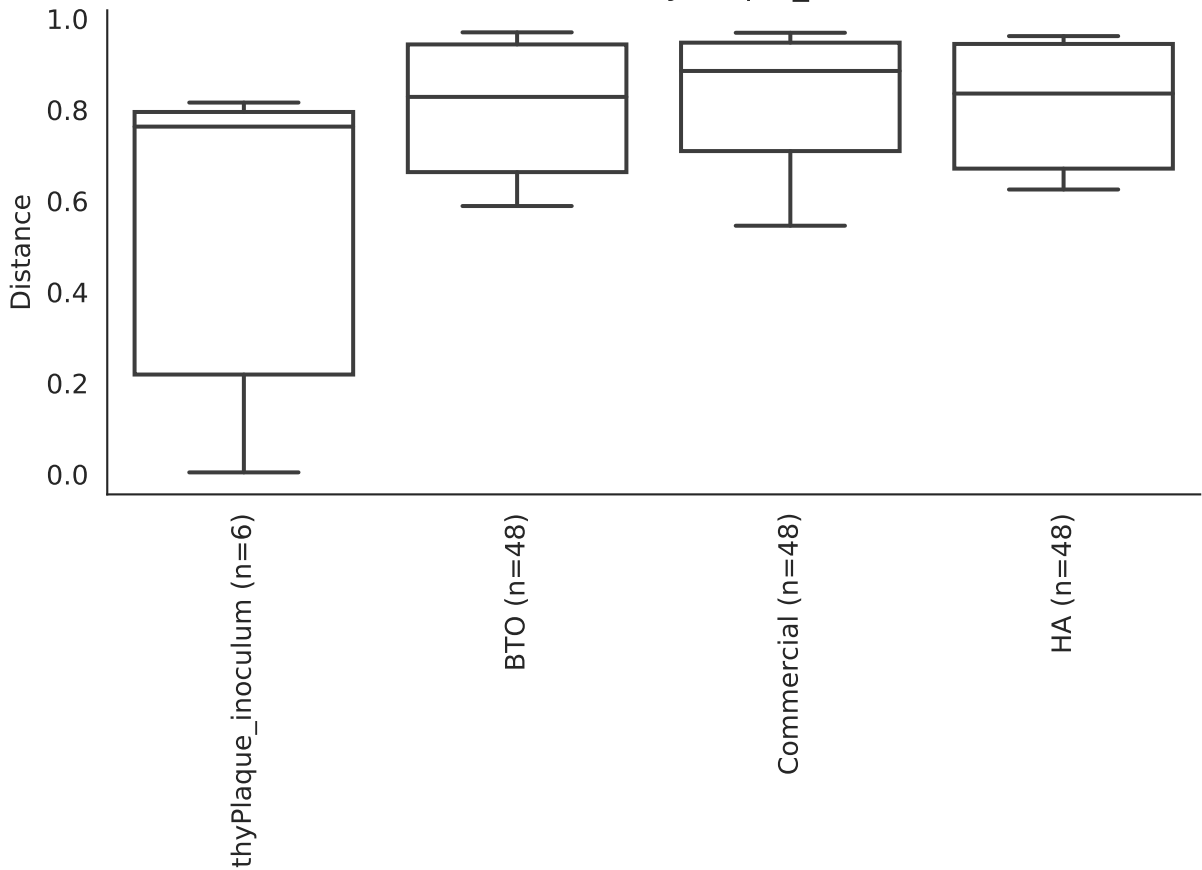 1.0
0.8
0.6
0.4
0.2
0.0
Distance
thyPlaque_inoculum (n=6)
BTO (n=48)
Commercial (n=48)
HA (n=48)